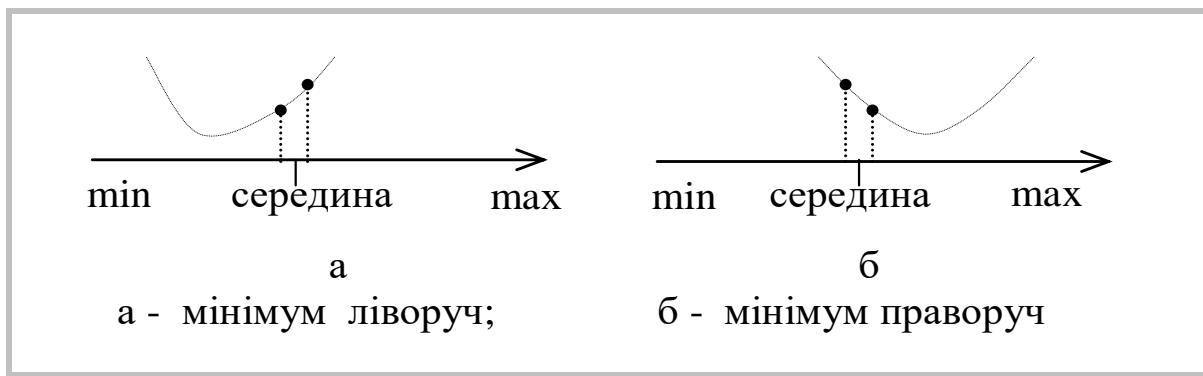 min середина max min середина max
а б
а - мінімум ліворуч; б - мінімум праворуч